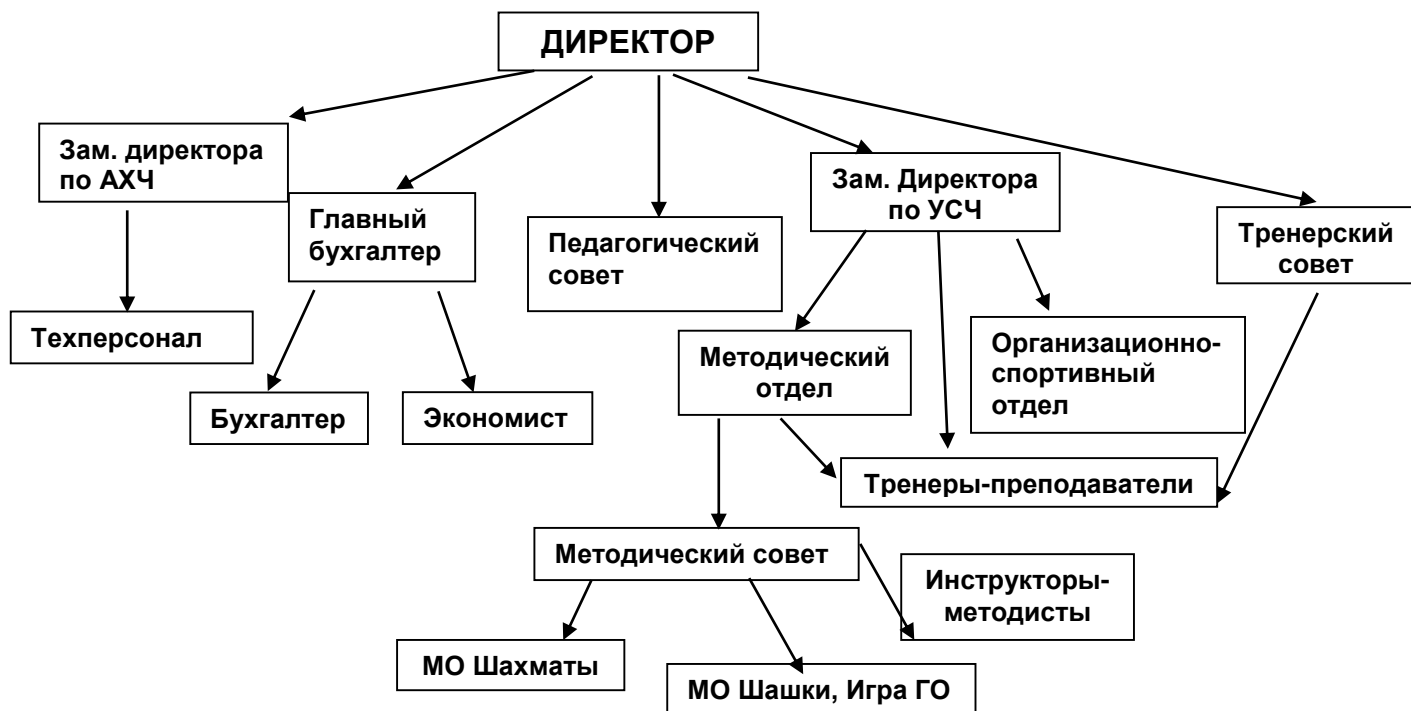 ДИРЕКТОР
Зам. директора
по АХЧ
Главный
бухгалтер
Педагогический
совет
Зам. Директора
по УСЧ
Тренерский
совет
Техперсонал
Бухгалтер
Экономист
Методический
отдел
Организационно-
спортивный
отдел
Тренеры-преподаватели
Методический совет
Инструкторы-
методисты
МО Шахматы
МО Шашки, Игра ГО